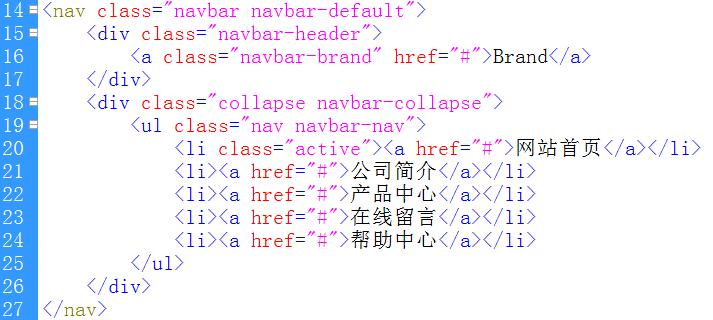 14 <nav class="navbar navbar-default">
15     <div class="navbar-header">
16         <a class="navbar-brand" href="#">Brand</a>
17     </div>
18     <div class="collapse navbar-collapse">
19         <ul class="nav navbar-nav">
20             <li class="active"><a href="#">网站首页</a></li>
21             <li><a href="#">公司简介</a></li>
22             <li><a href="#">产品中心</a></li>
23             <li><a href="#">在线留言</a></li>
24             <li><a href="#">帮助中心</a></li>
25         </ul>
26     </div>
27 </nav>